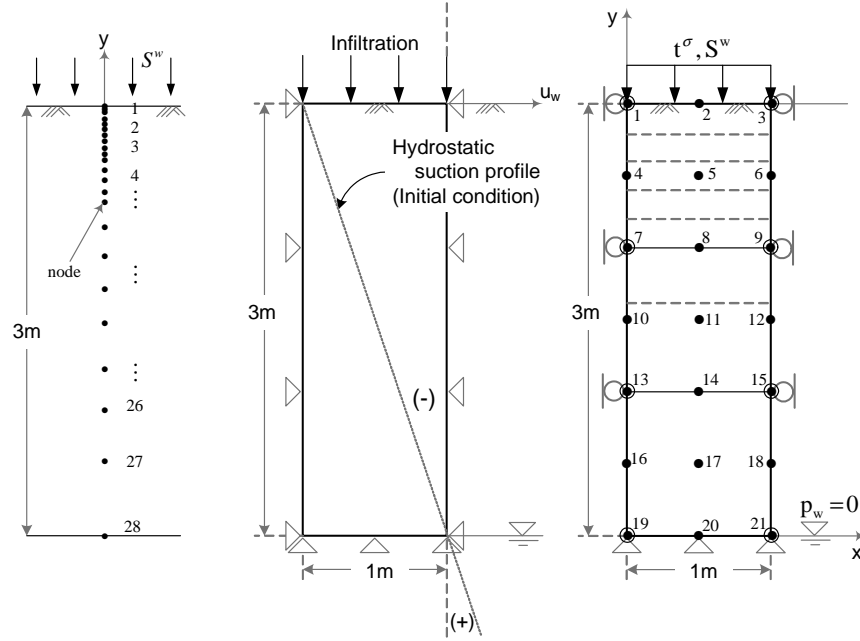 y
S^w
1
2
3
4
⋮
node
⋮
3m
⋮
26
27
28
Infiltration
u_w
Hydrostatic
suction profile
(Initial condition)
3m
(-)
1m
(+)
y
t^σ, S^w
1 2 3
4 5 6
7 8 9
3m
10 11 12
13 14 15
16 17 18
p_w = 0
19 20 21
x
1m